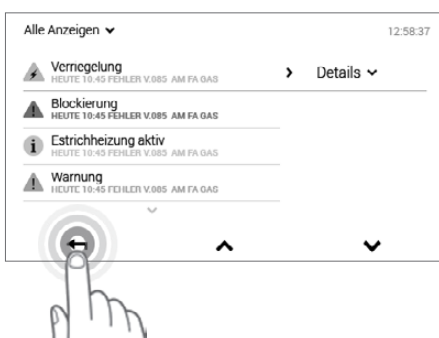 Alle Anzeigen
12:58:37
Verriegelung
HEUTE 10:45 FEHLER V.085 AM FA GAS
Details
Blockierung
HEUTE 10:45 FEHLER V.085 AM FA GAS
Estrichheizung aktiv
HEUTE 10:45 FEHLER V.085 AM FA GAS
Warnung
HEUTE 10:45 FEHLER V.085 AM FA GAS